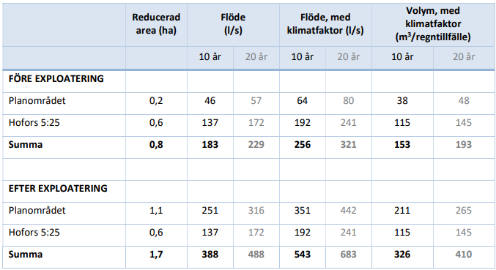 Reducerad area (ha) Flöde (l/s) Flöde, med klimatfaktor (l/s) Volym, med klimatfaktor (m³/regntillfälle)
10 år 20 år 10 år 20 år 10 år 20 år
FÖRE EXPLOATERING
Planområdet 0,2 46 57 64 80 38 48
Hofors 5:25 0,6 137 172 192 241 115 145
Summa 0,8 183 229 256 321 153 193
EFTER EXPLOATERING
Planområdet 1,1 251 316 351 442 211 265
Hofors 5:25 0,6 137 172 192 241 115 145
Summa 1,7 388 488 543 683 326 410